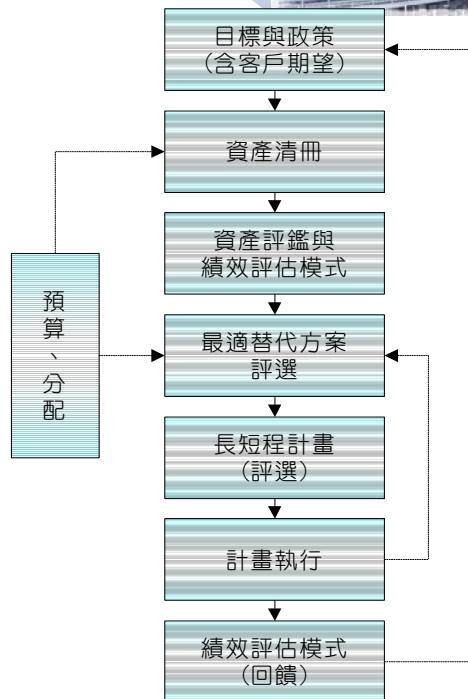 目標與政策
(含客戶期望)
資產清冊
資產評鑑與
績效評估模式
預算、分配
最適替代方案
評選
長短程計畫
(評選)
計畫執行
績效評估模式
(回饋)